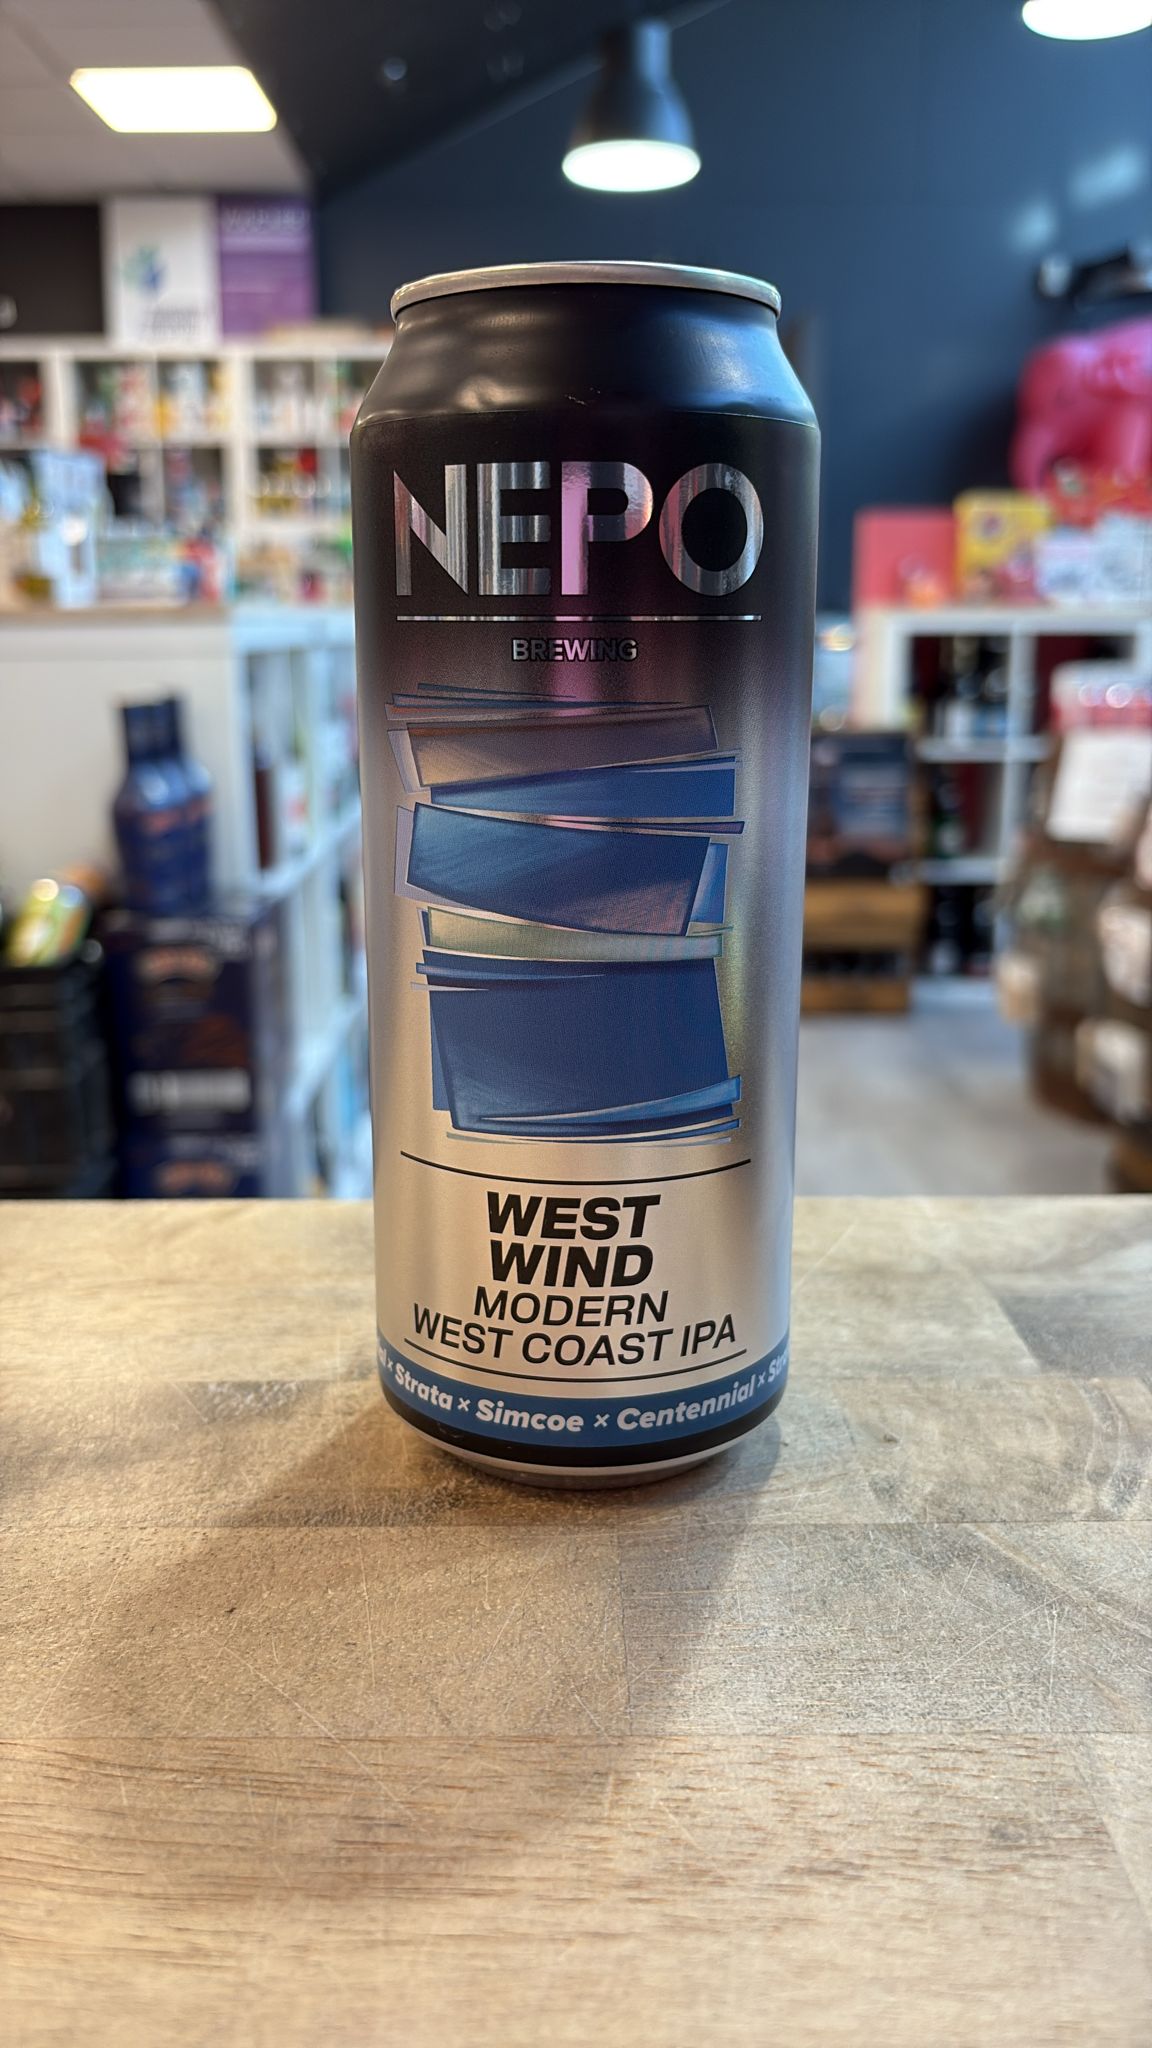 NEPO
BREWING
WEST
WIND
MODERN
WEST COAST IPA
× Strata × Simcoe × Centennial ×